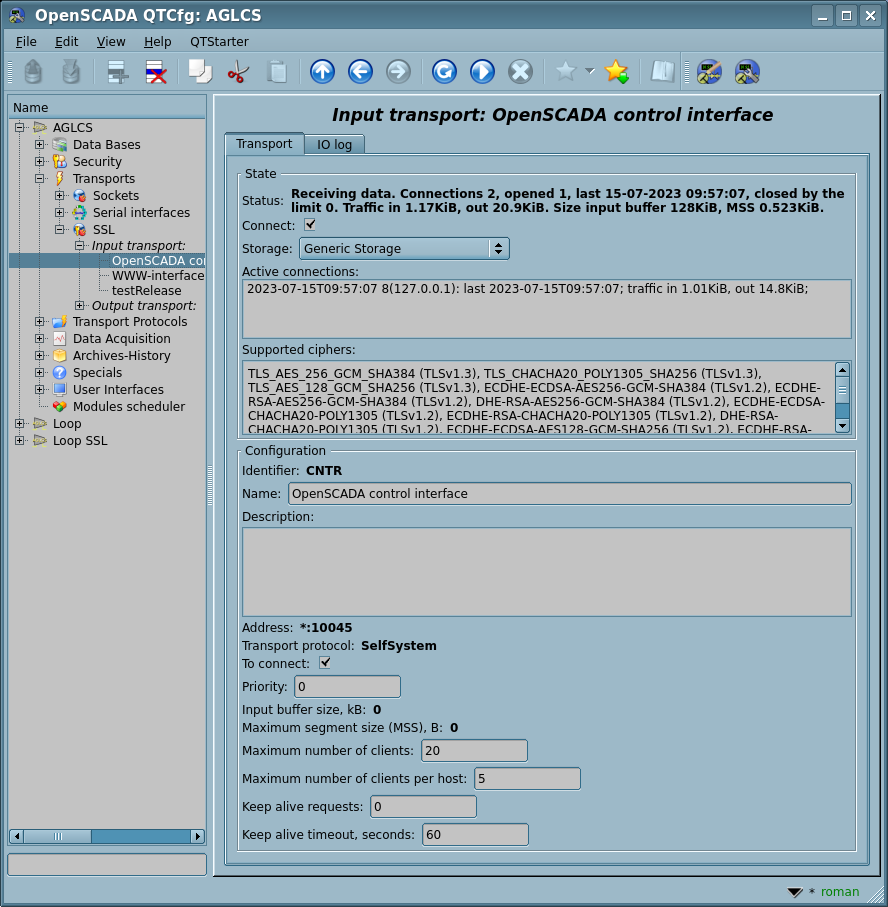 OpenSCADA QTCfg: AGLCS
File Edit View Help QTStarter
Name
AGLCS
Data Bases
Security
Transports
Sockets
Serial interfaces
SSL
Input transport:
OpenSCADA co
WWW-interface
testRelease
Output transport:
Transport Protocols
Data Acquisition
Archives-History
Specials
User Interfaces
Modules scheduler
Loop
Loop SSL
Input transport: OpenSCADA control interface
Transport IO log
State
Status: Receiving data. Connections 2, opened 1, last 15-07-2023 09:57:07, closed by the
limit 0. Traffic in 1.17KiB, out 20.9KiB. Size input buffer 128KiB, MSS 0.523KiB.
Connect:
Storage: Generic Storage
Active connections:
2023-07-15T09:57:07 8(127.0.0.1): last 2023-07-15T09:57:07; traffic in 1.01KiB, out 14.8KiB;
Supported ciphers:
TLS_AES_256_GCM_SHA384 (TLSv1.3), TLS_CHACHA20_POLY1305_SHA256 (TLSv1.3),
TLS_AES_128_GCM_SHA256 (TLSv1.3), ECDHE-ECDSA-AES256-GCM-SHA384 (TLSv1.2), ECDHE-
RSA-AES256-GCM-SHA384 (TLSv1.2), DHE-RSA-AES256-GCM-SHA384 (TLSv1.2), ECDHE-ECDSA-
CHACHA20-POLY1305 (TLSv1.2), ECDHE-RSA-CHACHA20-POLY1305 (TLSv1.2), DHE-RSA-
CHACHA20-POLY1305 (TLSv1.2), ECDHE-ECDSA-AES128-GCM-SHA256 (TLSv1.2), ECDHE-RSA-
Configuration
Identifier: CNTR
Name: OpenSCADA control interface
Description:
Address: *:10045
Transport protocol: SelfSystem
To connect:
Priority: 0
Input buffer size, kB: 0
Maximum segment size (MSS), B: 0
Maximum number of clients: 20
Maximum number of clients per host: 5
Keep alive requests: 0
Keep alive timeout, seconds: 60
* roman